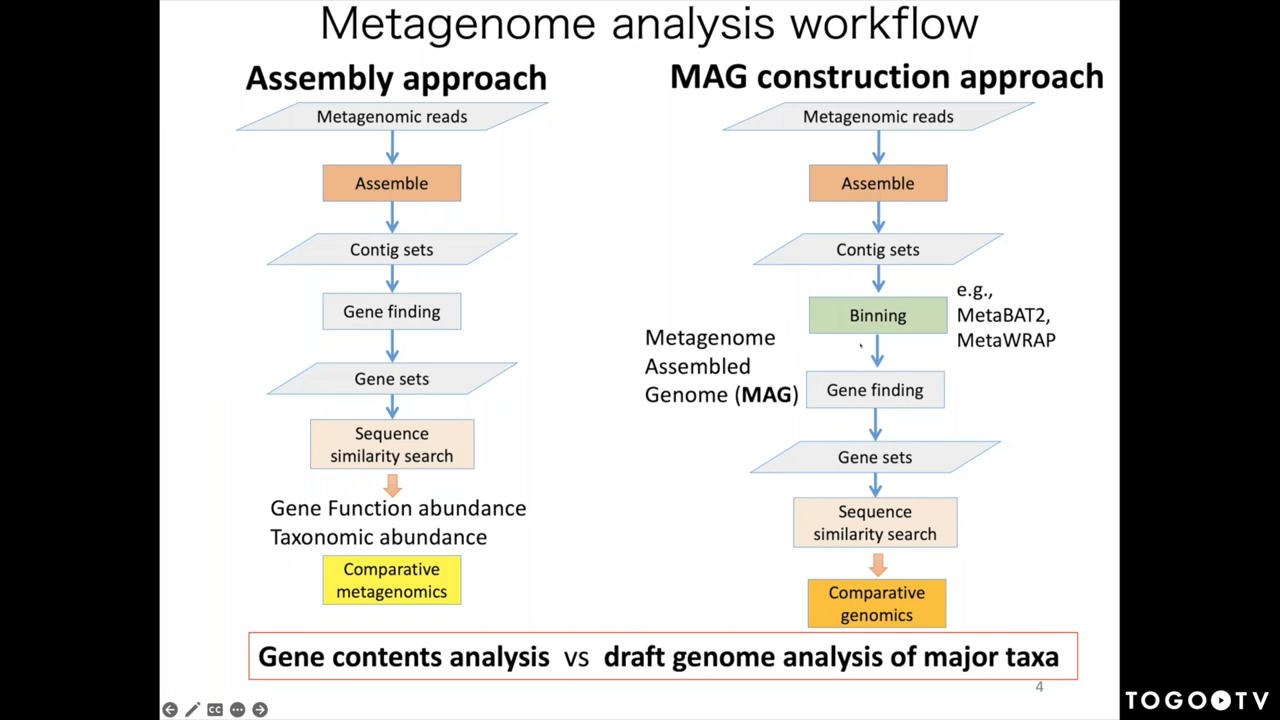 Metagenome analysis workflow
Assembly approach
Metagenomic reads
Assemble
Contig sets
Gene finding
Gene sets
Sequence
similarity search
Gene Function abundance
Taxonomic abundance
Comparative
metagenomics
MAG construction approach
Metagenomic reads
Assemble
Contig sets
Binning
e.g.,
MetaBAT2,
MetaWRAP
Metagenome
Assembled
Genome (MAG)
Gene finding
Gene sets
Sequence
similarity search
Comparative
genomics
Gene contents analysis vs draft genome analysis of major taxa
4
CC
TOGO TV